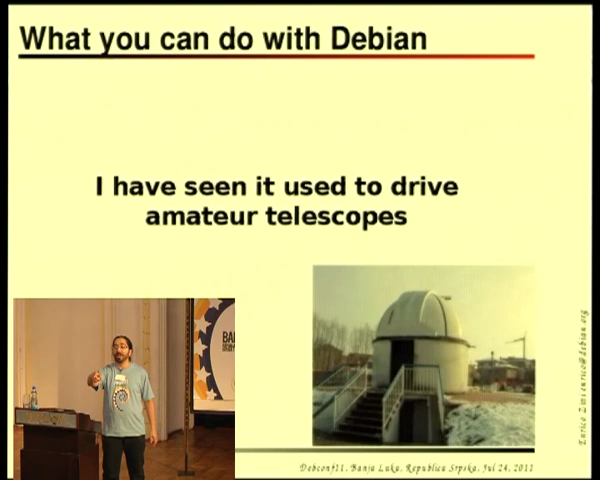 What you can do with Debian
I have seen it used to drive
amateur telescopes
Debconf11, Banja Luka, Republica Srpska, Jul 24, 2011
Enrico Zini enrico@debian.org